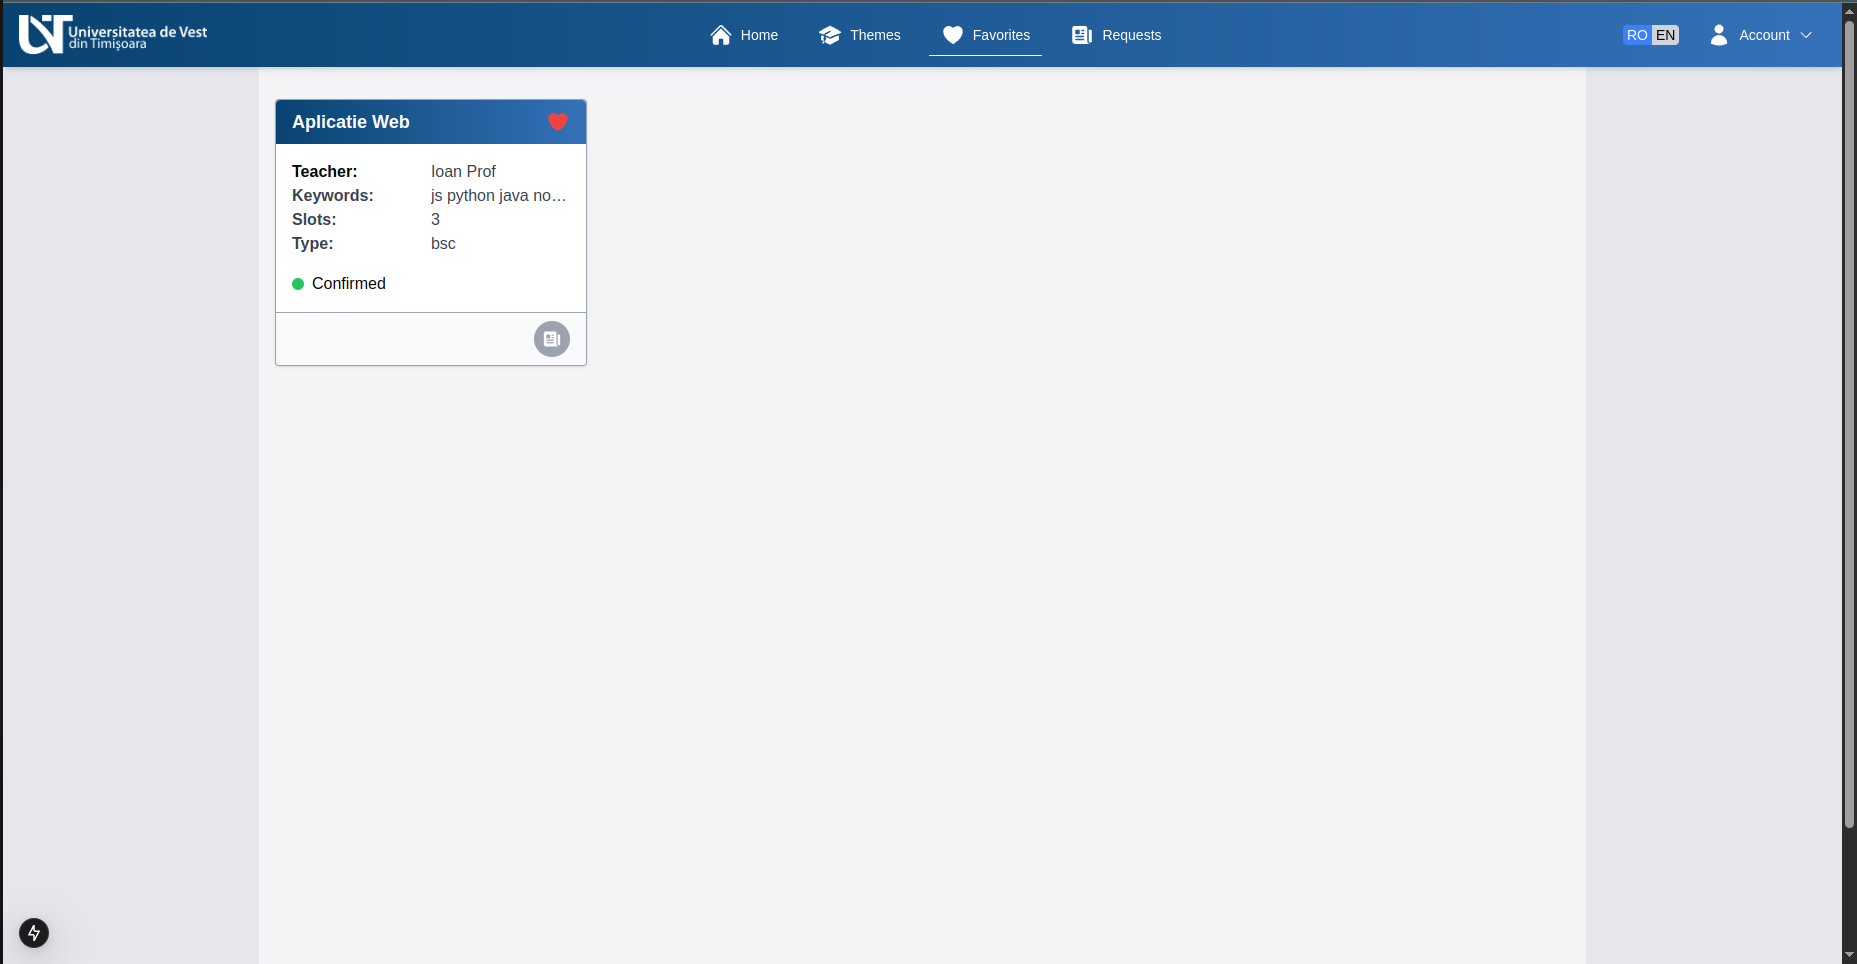 Universitatea de Vest
din Timișoara
Home
Themes
Favorites
Requests
RO EN
Account
Aplicatie Web
Teacher: Ioan Prof
Keywords: js python java no…
Slots: 3
Type: bsc
Confirmed